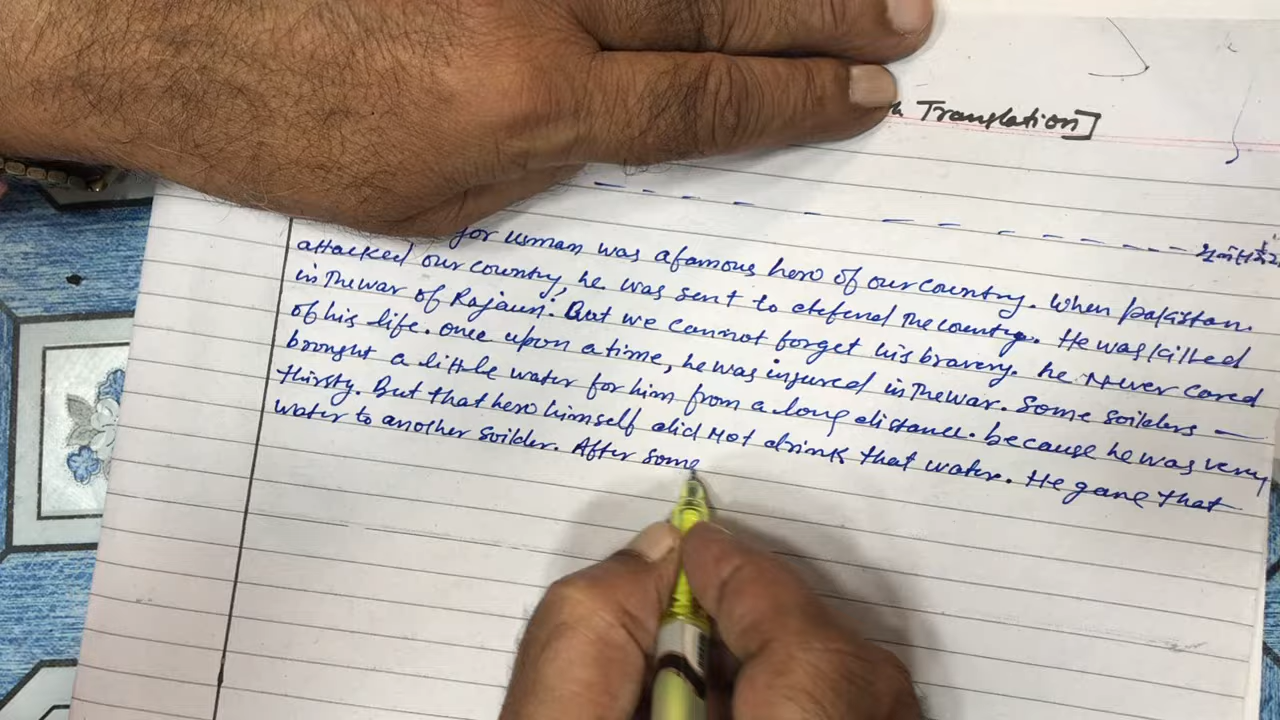 Translation]
jor usman was a famous hero of our country. When pakistan
attacked our country, he was sent to defend the country. He was killed
in the war of Rajauri. But we cannot forget his bravery. he never cared
of his life. once upon a time, he was injured in the war. Some soilders —
brought a little water for him from a long distance. because he was very
thirsty. But that hero himself did not drink that water. He gave that
water to another soilder. After some